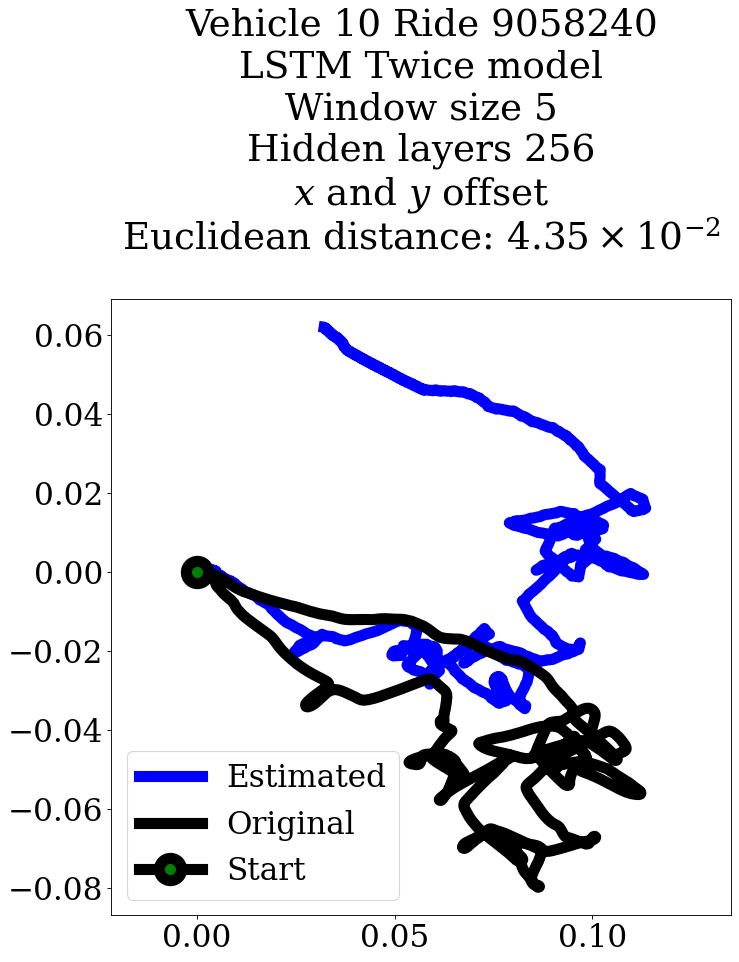 Vehicle 10 Ride 9058240
LSTM Twice model
Window size 5
Hidden layers 256
x and y offset
Euclidean distance: 4.35 × 10⁻²
0.06
0.04
0.02
0.00
−0.02
−0.04
−0.06
−0.08
Estimated
Original
Start
0.00 0.05 0.10